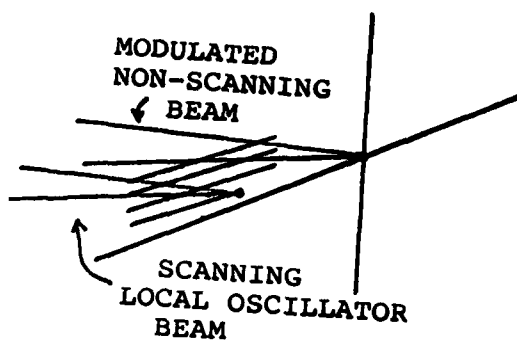 MODULATED
NON-SCANNING
BEAM
SCANNING
LOCAL OSCILLATOR
BEAM